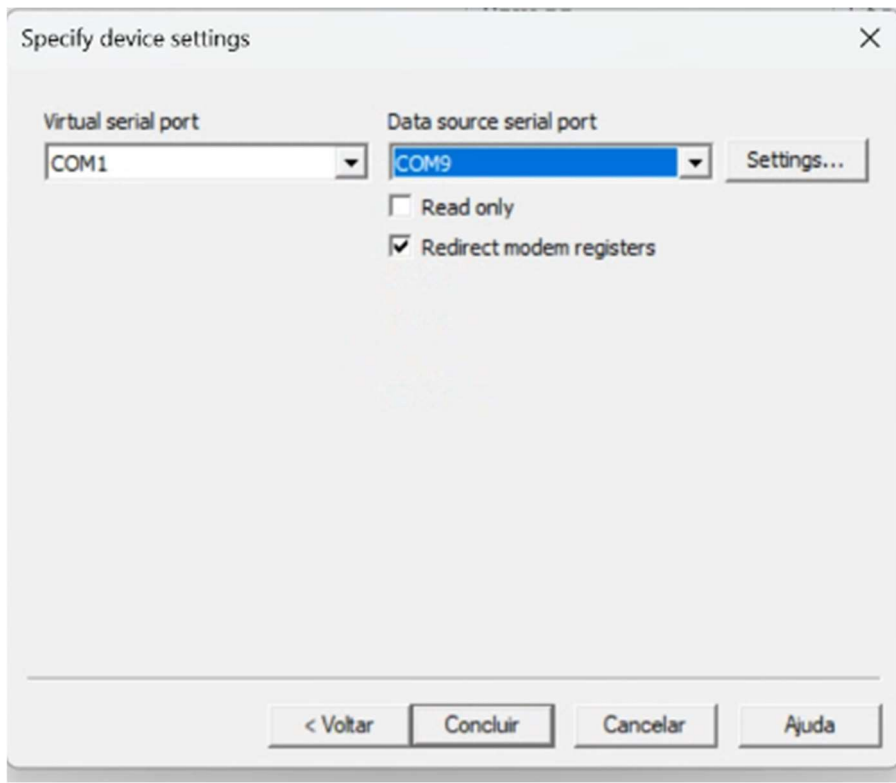 Specify device settings
Virtual serial port
Data source serial port
COM1
COM9
Settings...
Read only
Redirect modem registers
< Voltar
Concluir
Cancelar
Ajuda